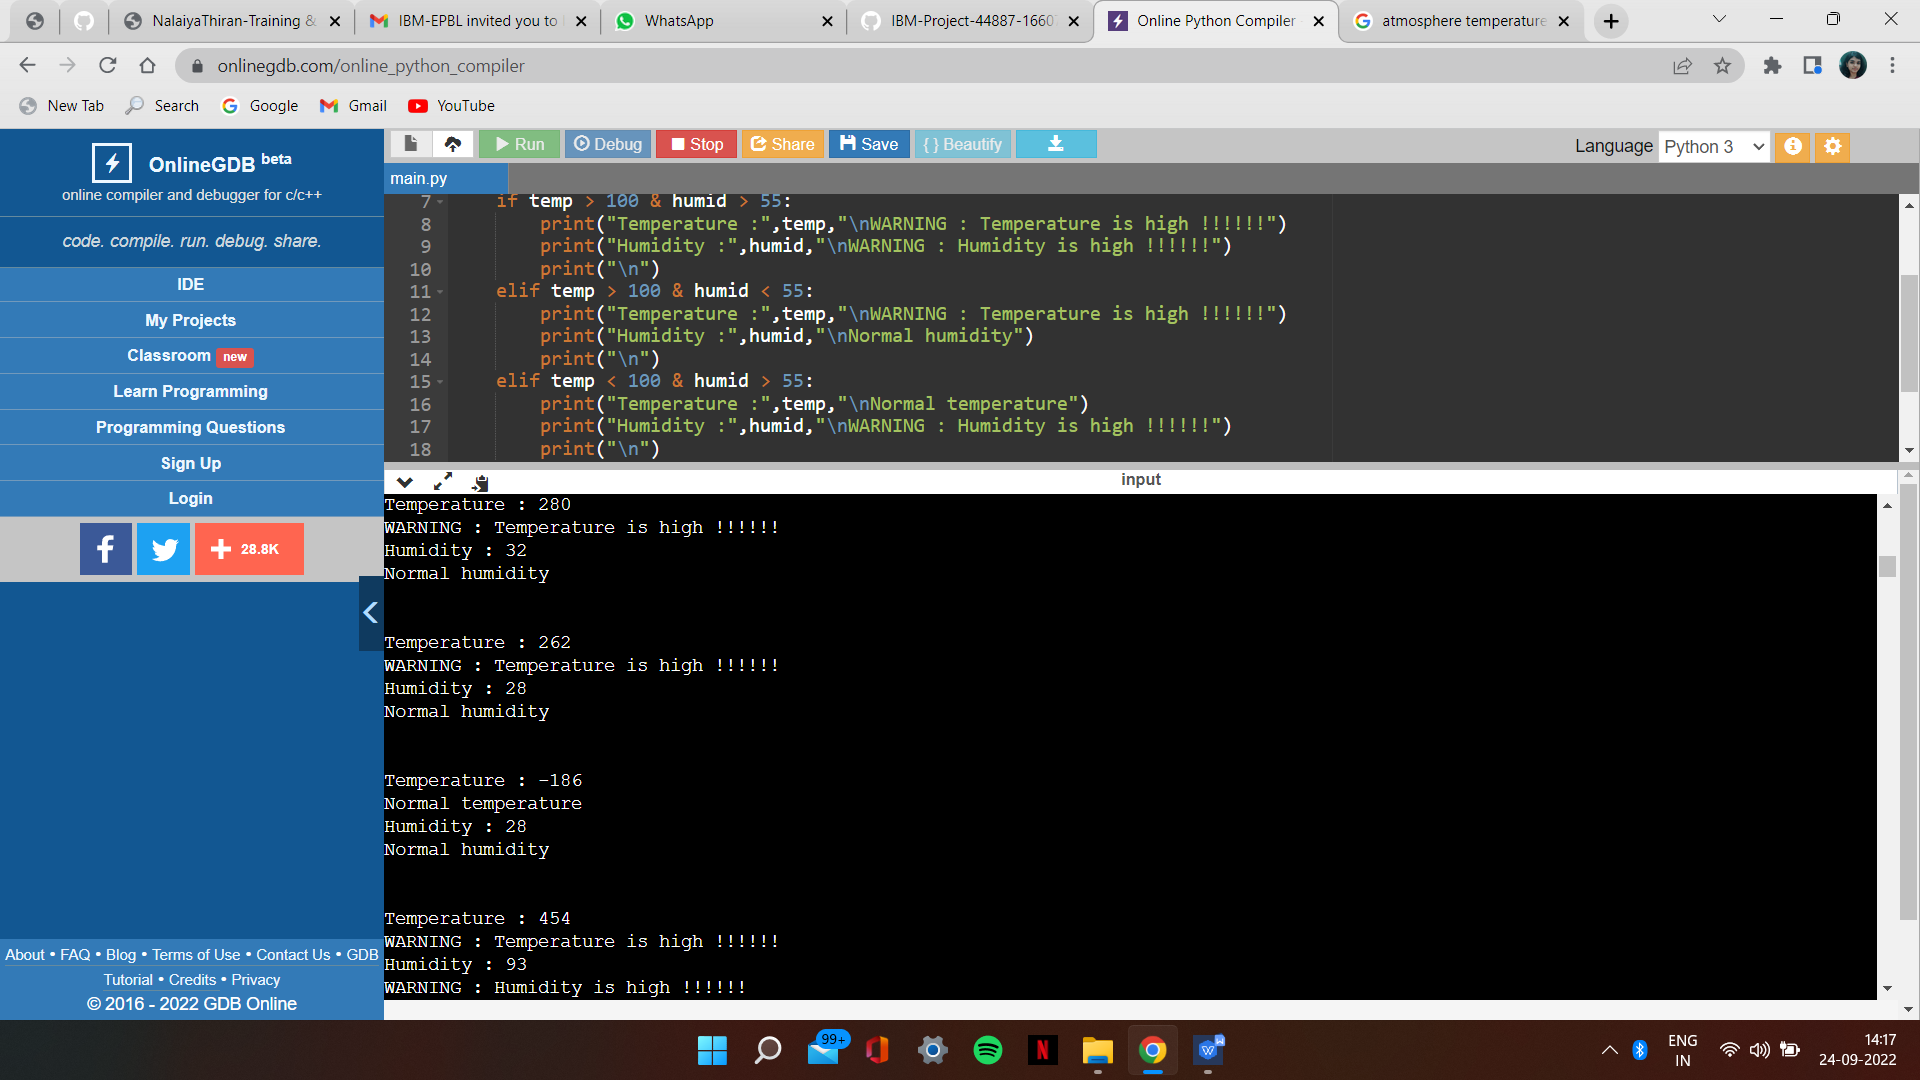 NalaiyaThiran-Training &
IBM-EPBL invited you to
WhatsApp
IBM-Project-44887-1660
Online Python Compiler
atmosphere temperature
onlinegdb.com/online_python_compiler
New Tab
Search
Google
Gmail
YouTube
OnlineGDB beta
online compiler and debugger for c/c++
code. compile. run. debug. share.
IDE
My Projects
Classroom new
Learn Programming
Programming Questions
Sign Up
Login
f
28.8K
About • FAQ • Blog • Terms of Use • Contact Us • GDB
Tutorial • Credits • Privacy
© 2016 - 2022 GDB Online
Run
Debug
Stop
Share
Save
{ } Beautify
Language
Python 3
main.py
7 if temp > 100 & humid > 55:
8 print("Temperature :",temp,"\nWARNING : Temperature is high !!!!!!")
9 print("Humidity :",humid,"\nWARNING : Humidity is high !!!!!!")
10 print("\n")
11 elif temp > 100 & humid < 55:
12 print("Temperature :",temp,"\nWARNING : Temperature is high !!!!!!")
13 print("Humidity :",humid,"\nNormal humidity")
14 print("\n")
15 elif temp < 100 & humid > 55:
16 print("Temperature :",temp,"\nNormal temperature")
17 print("Humidity :",humid,"\nWARNING : Humidity is high !!!!!!")
18 print("\n")
input
Temperature : 280
WARNING : Temperature is high !!!!!!
Humidity : 32
Normal humidity
Temperature : 262
WARNING : Temperature is high !!!!!!
Humidity : 28
Normal humidity
Temperature : -186
Normal temperature
Humidity : 28
Normal humidity
Temperature : 454
WARNING : Temperature is high !!!!!!
Humidity : 93
WARNING : Humidity is high !!!!!!
99+
N
W
ENG
IN
14:17
24-09-2022